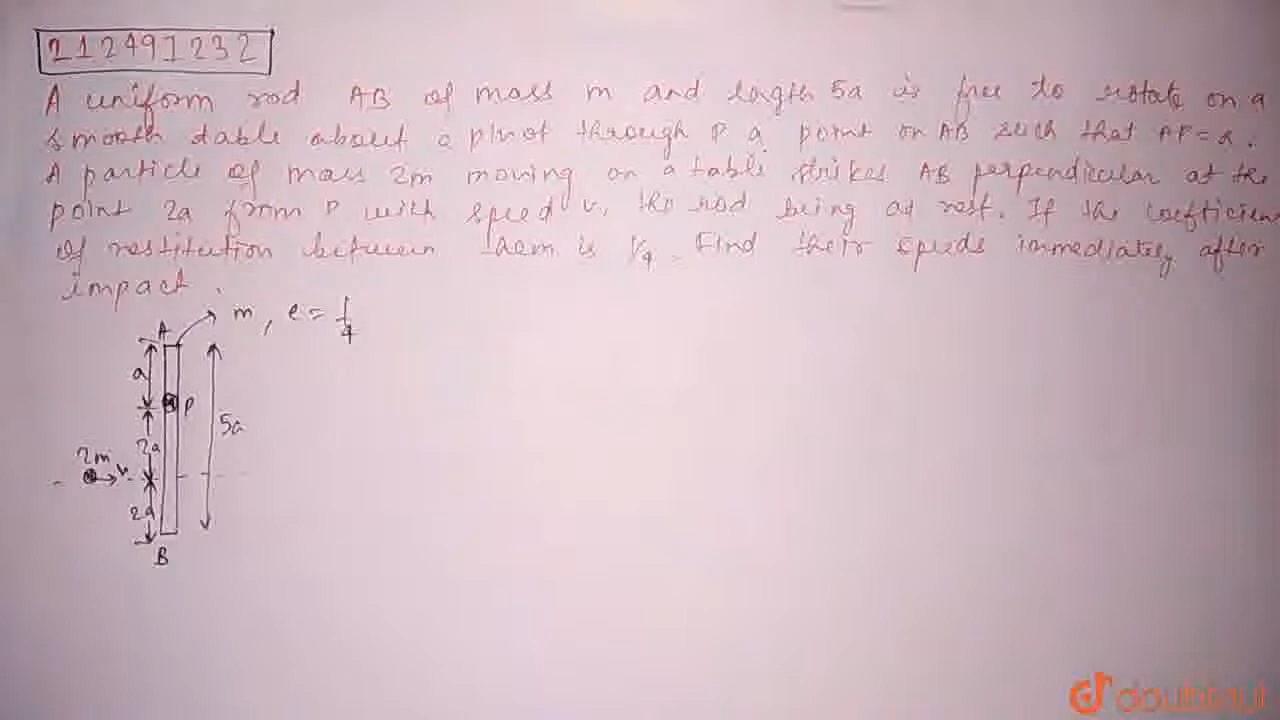 212491232
A uniform rod AB of mass m and length 5a is free to rotate on a
smooth table about a pivot through P a point on AB such that AP = a.
A particle of mass 2m moving on a table strikes AB perpendicular at the
point 2a from P with speed v, the rod being at rest. If the coefficien
of restitution between them is 1/4. Find their speeds immediately after
impact.
A m, e = 1/4
a
P
5a
2a
2m v
2a
B
doubtnut